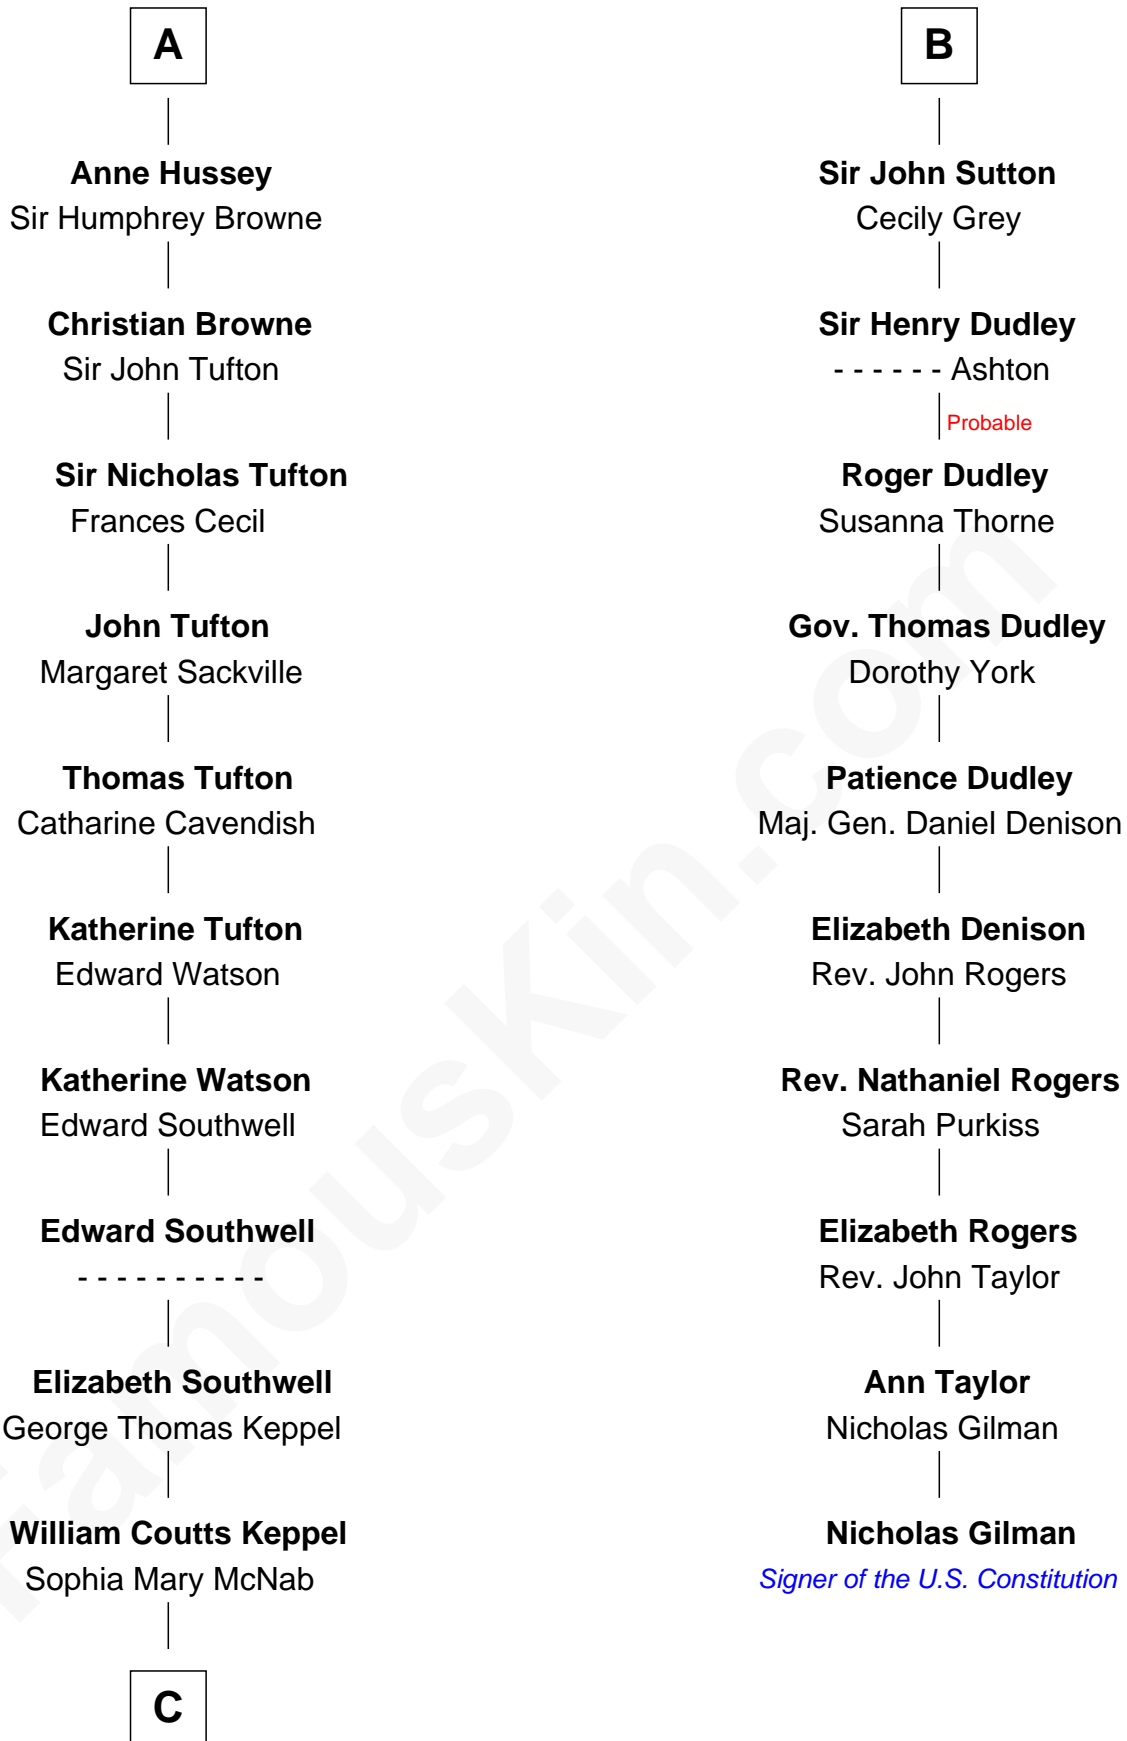 A
Anne Hussey
Sir Humphrey Browne
Christian Browne
Sir John Tufton
Sir Nicholas Tufton
Frances Cecil
John Tufton
Margaret Sackville
Thomas Tufton
Catharine Cavendish
Katherine Tufton
Edward Watson
Katherine Watson
Edward Southwell
Edward Southwell
- - - - - - - - - -
Elizabeth Southwell
George Thomas Keppel
William Coutts Keppel
Sophia Mary McNab
C
B
Sir John Sutton
Cecily Grey
Sir Henry Dudley
- - - - - - Ashton
Probable
Roger Dudley
Susanna Thorne
Gov. Thomas Dudley
Dorothy York
Patience Dudley
Maj. Gen. Daniel Denison
Elizabeth Denison
Rev. John Rogers
Rev. Nathaniel Rogers
Sarah Purkiss
Elizabeth Rogers
Rev. John Taylor
Ann Taylor
Nicholas Gilman
Nicholas Gilman
Signer of the U.S. Constitution
FamousKin.com